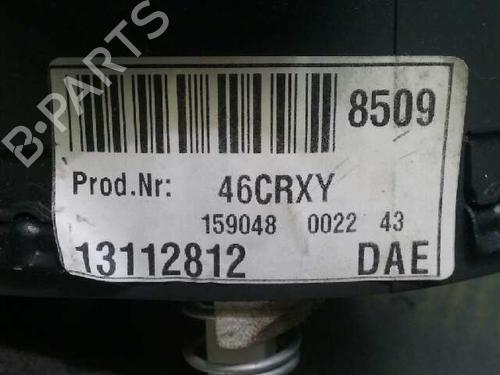 B-PARTS
8509
Prod.Nr: 46CRXY
159048 0022 43
13112812 DAE